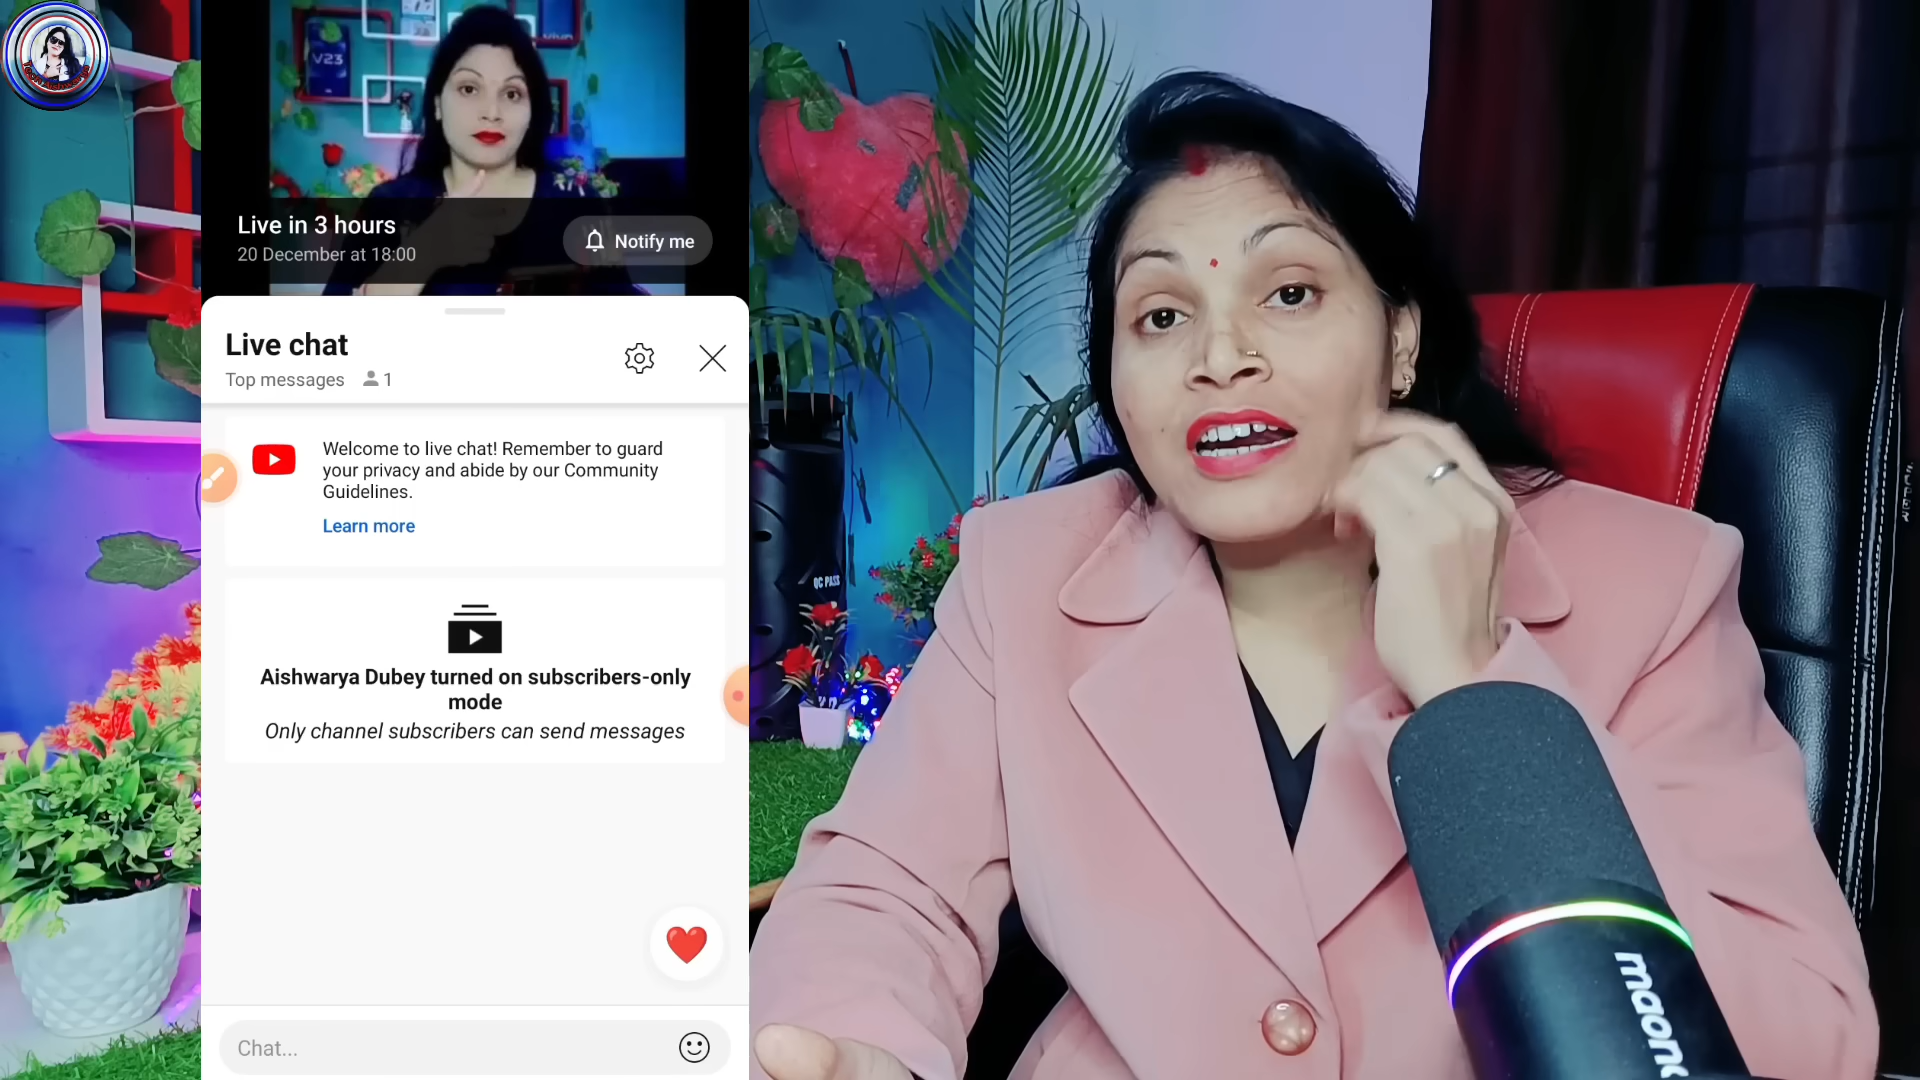 V23
vivo
Live in 3 hours
20 December at 18:00
Notify me
Live chat
Top messages 1
Welcome to live chat! Remember to guard
your privacy and abide by our Community
Guidelines.
Learn more
Aishwarya Dubey turned on subscribers-only
mode
Only channel subscribers can send messages
Chat...
QC PASS
maono